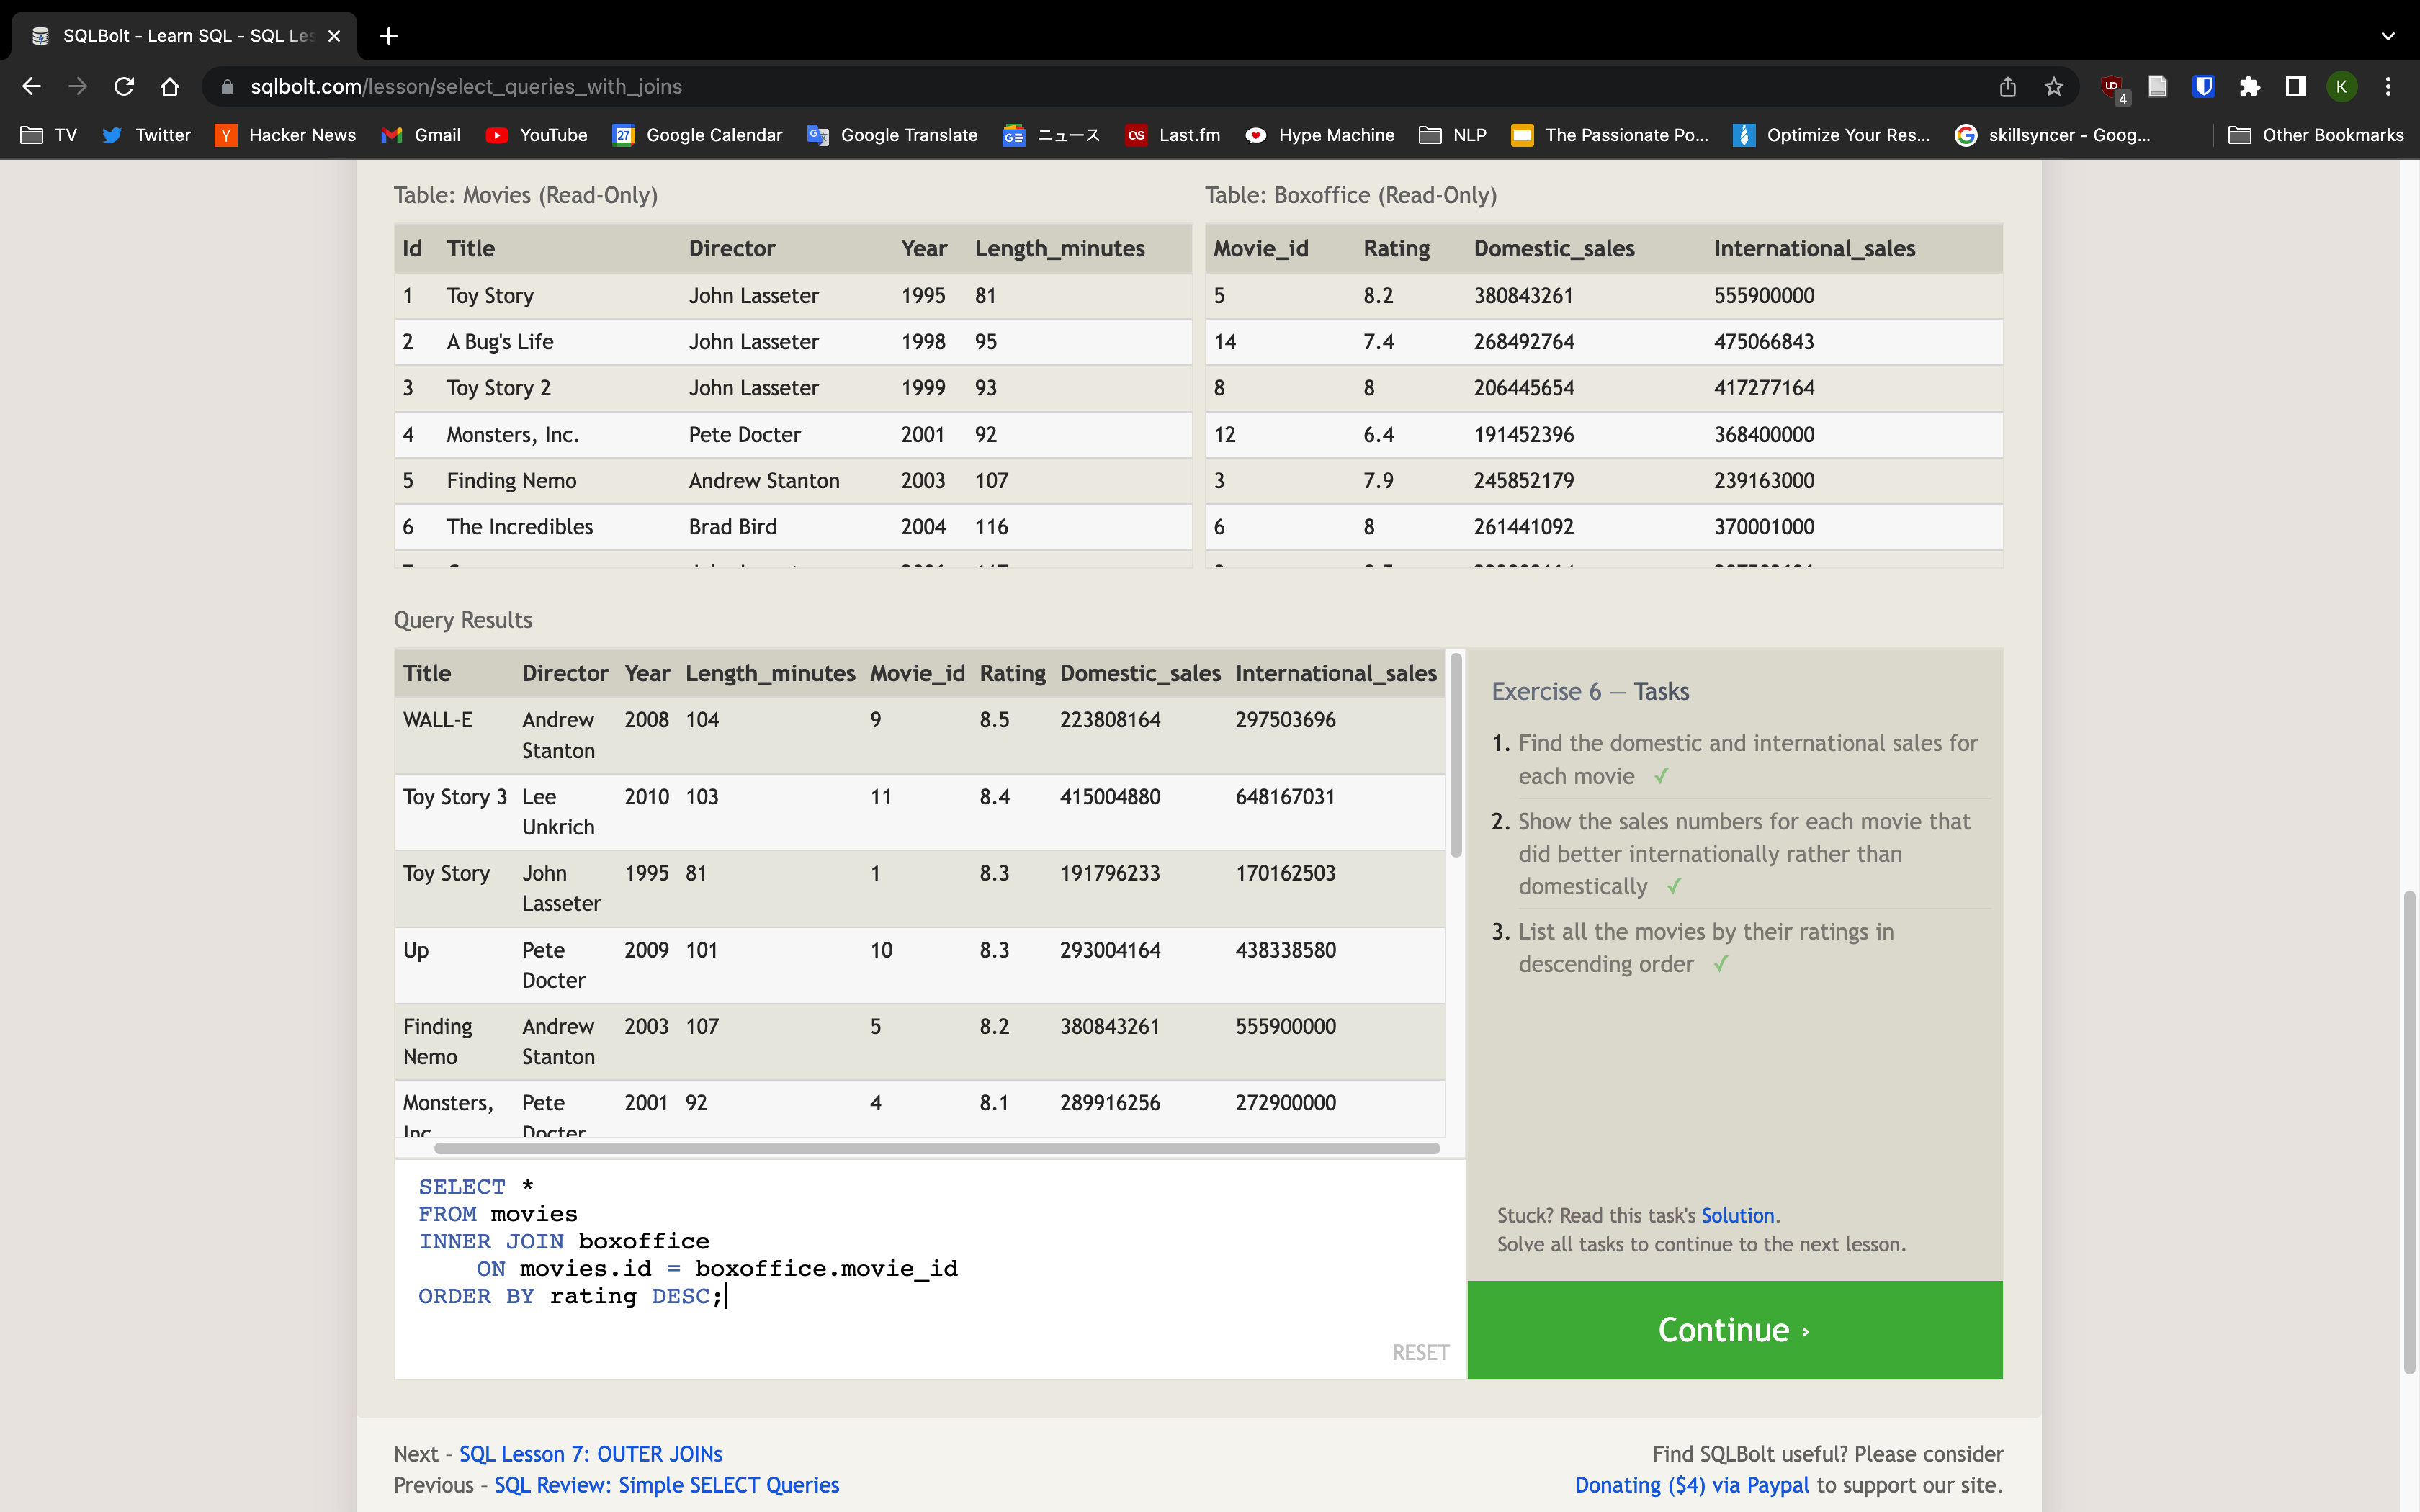 SQLBolt - Learn SQL - SQL Les
sqlbolt.com/lesson/select_queries_with_joins
4
K
TV Twitter Hacker News Gmail YouTube 27 Google Calendar Google Translate ニュース Last.fm Hype Machine NLP The Passionate Po... Optimize Your Res... skillsyncer - Goog... Other Bookmarks
Table: Movies (Read-Only)
Id Title Director Year Length_minutes
1 Toy Story John Lasseter 1995 81
2 A Bug's Life John Lasseter 1998 95
3 Toy Story 2 John Lasseter 1999 93
4 Monsters, Inc. Pete Docter 2001 92
5 Finding Nemo Andrew Stanton 2003 107
6 The Incredibles Brad Bird 2004 116
Table: Boxoffice (Read-Only)
Movie_id Rating Domestic_sales International_sales
5 8.2 380843261 555900000
14 7.4 268492764 475066843
8 8 206445654 417277164
12 6.4 191452396 368400000
3 7.9 245852179 239163000
6 8 261441092 370001000
Query Results
Title Director Year Length_minutes Movie_id Rating Domestic_sales International_sales
WALL-E Andrew Stanton 2008 104 9 8.5 223808164 297503696
Toy Story 3 Lee Unkrich 2010 103 11 8.4 415004880 648167031
Toy Story John Lasseter 1995 81 1 8.3 191796233 170162503
Up Pete Docter 2009 101 10 8.3 293004164 438338580
Finding Nemo Andrew Stanton 2003 107 5 8.2 380843261 555900000
Monsters, Inc Pete Docter 2001 92 4 8.1 289916256 272900000
SELECT *
FROM movies
INNER JOIN boxoffice
ON movies.id = boxoffice.movie_id
ORDER BY rating DESC;
RESET
Exercise 6 — Tasks
1. Find the domestic and international sales for
each movie ✓
2. Show the sales numbers for each movie that
did better internationally rather than
domestically ✓
3. List all the movies by their ratings in
descending order ✓
Stuck? Read this task's Solution.
Solve all tasks to continue to the next lesson.
Continue ›
Next – SQL Lesson 7: OUTER JOINs
Previous – SQL Review: Simple SELECT Queries
Find SQLBolt useful? Please consider
Donating ($4) via Paypal to support our site.